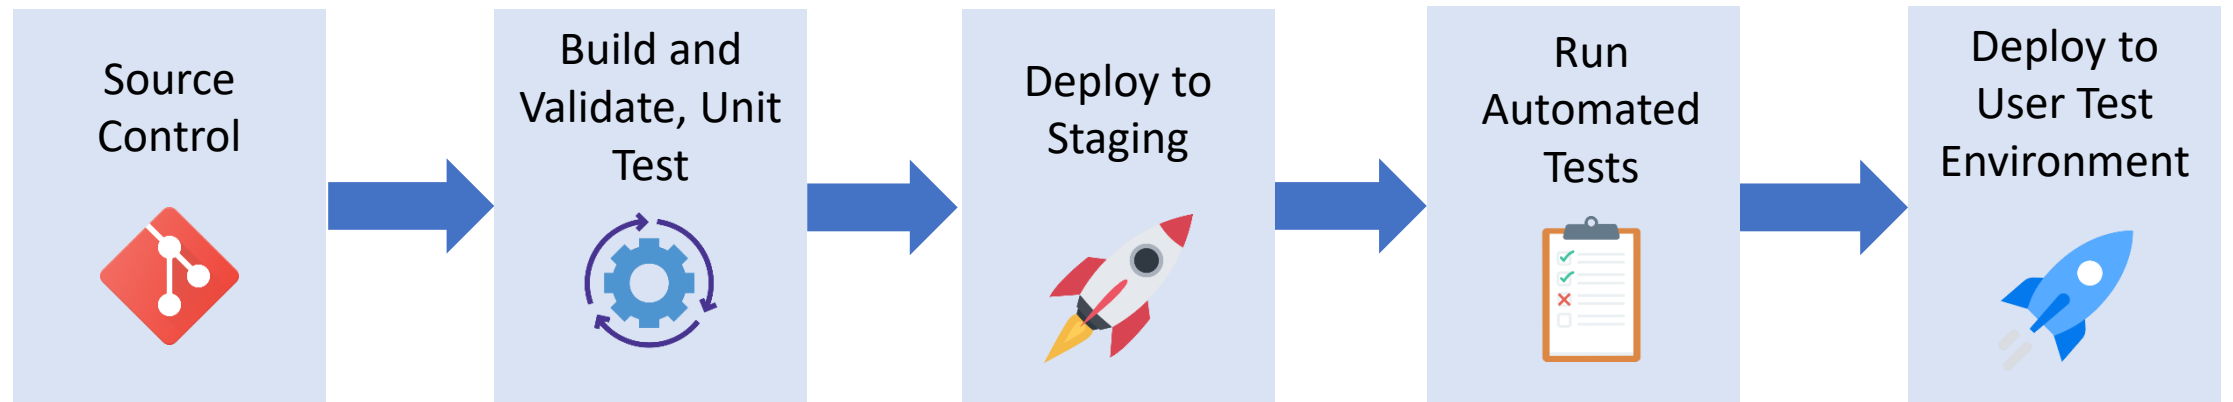 Source
Control
Build and
Validate, Unit
Test
Deploy to
Staging
Run
Automated
Tests
Deploy to
User Test
Environment